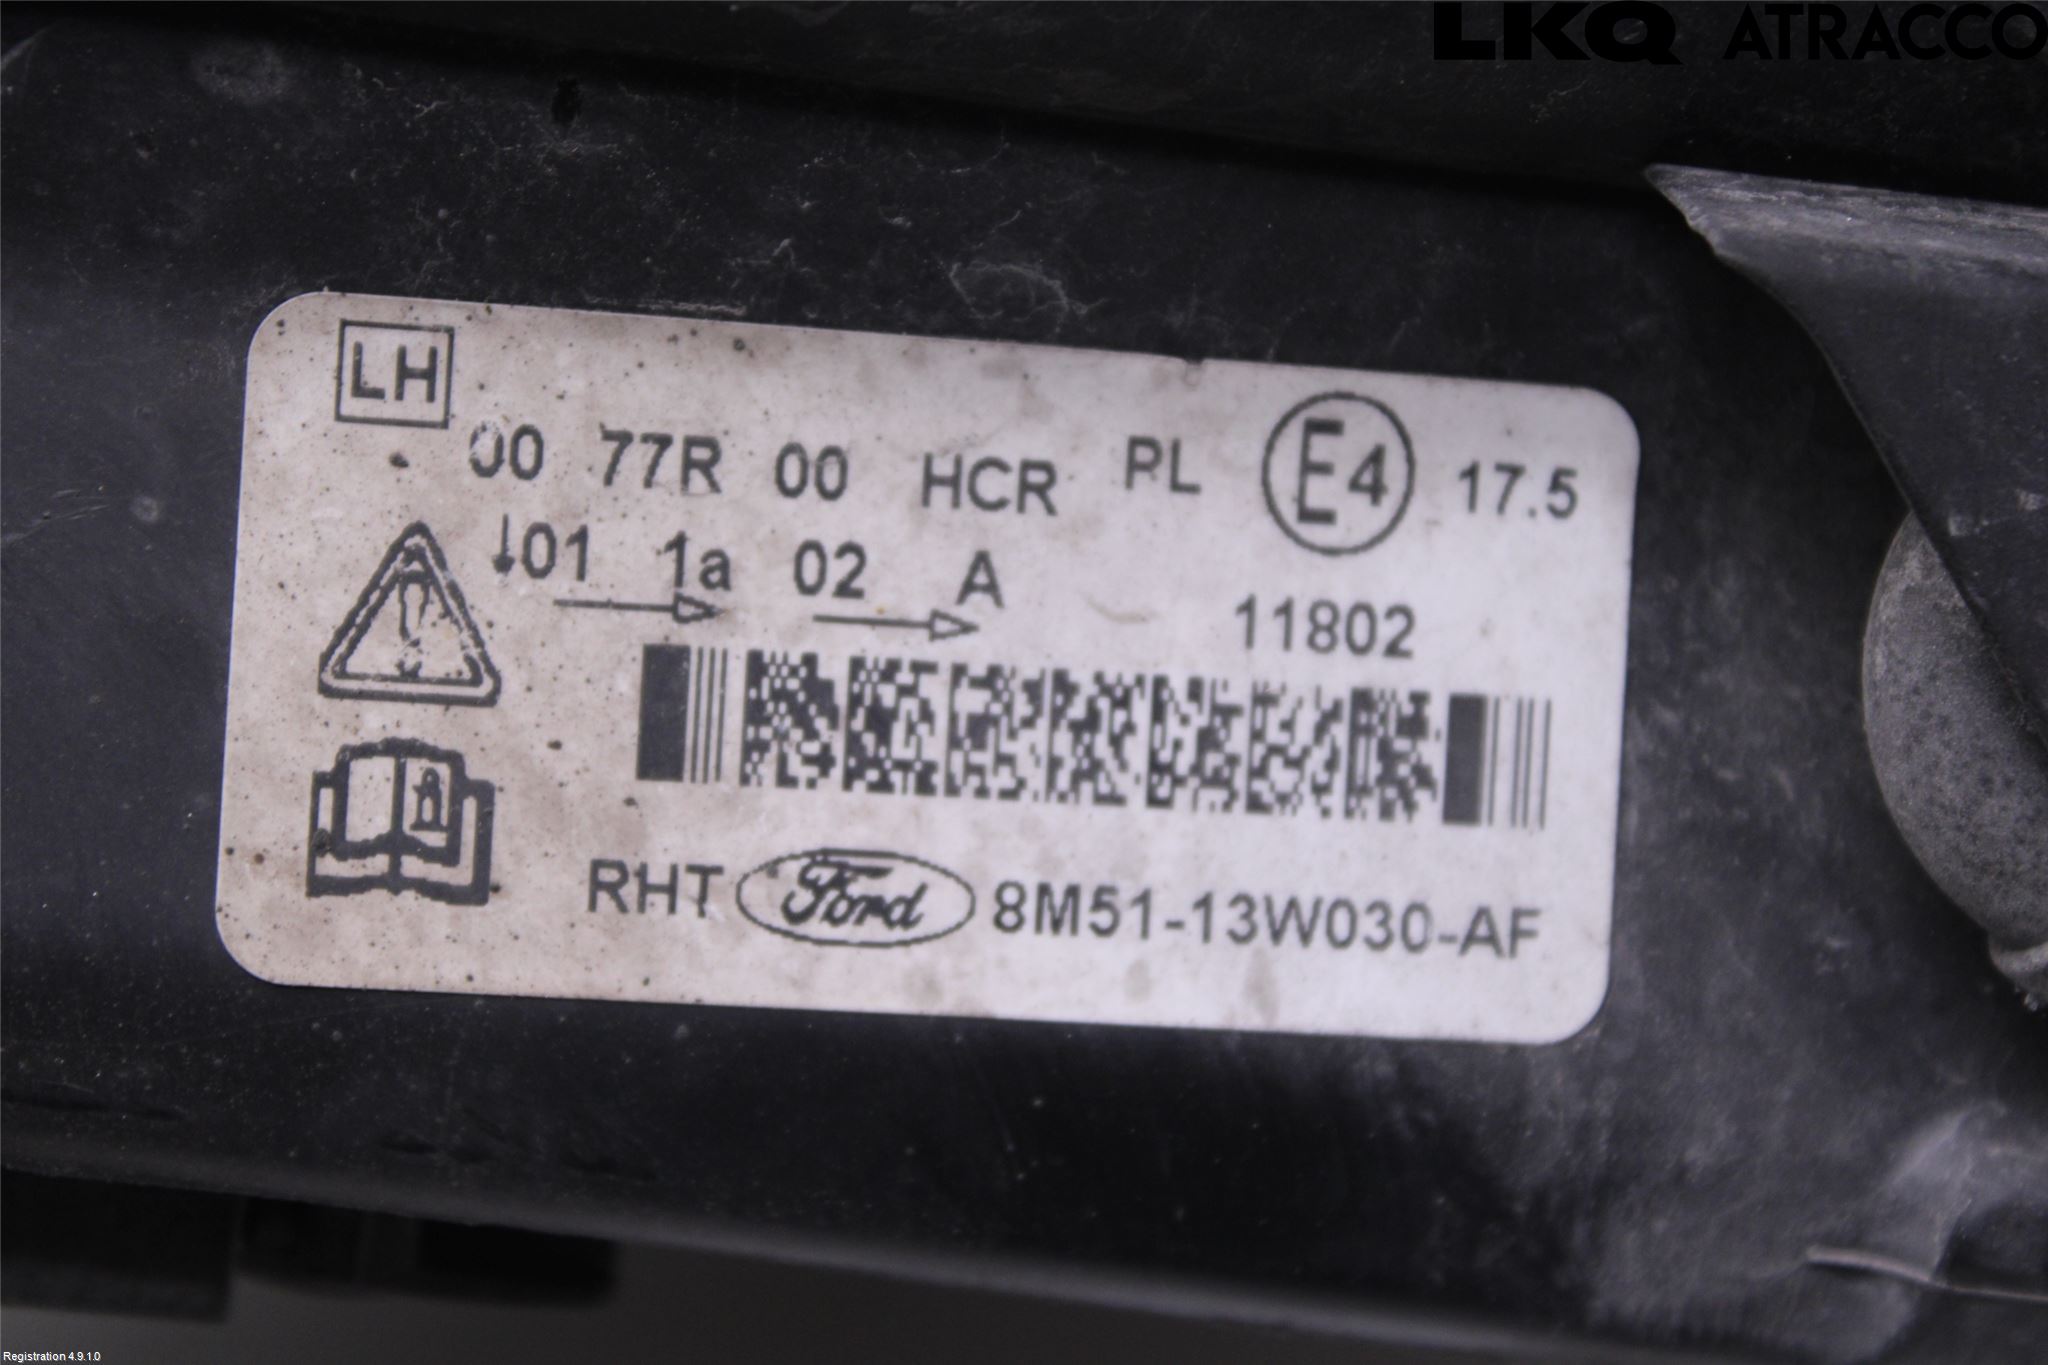 LKQ ATRACCO
LH
00 77R 00 HCR PL E4 17.5
01 1a 02 A 11802
RHT Ford 8M51-13W030-AF
Registration 4.9.1.0